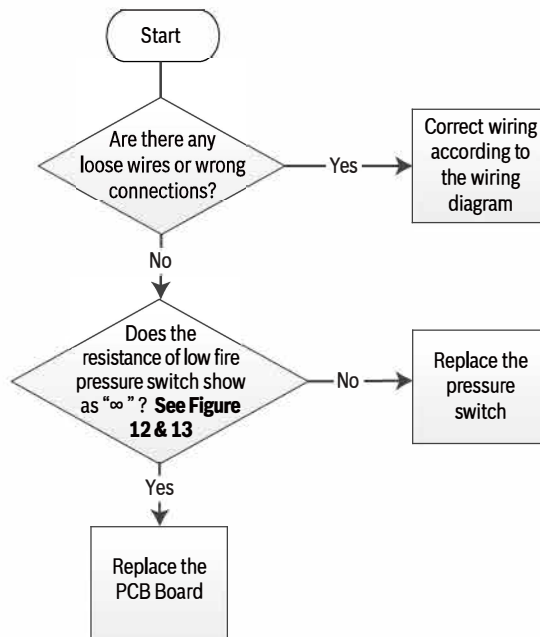 Start
Are there any
loose wires or wrong
connections?
Yes
Correct wiring
according to
the wiring
diagram
No
Does the
resistance of low fire
pressure switch show
as “∞ ” ? See Figure
12 & 13
No
Replace the
pressure
switch
Yes
Replace the
PCB Board